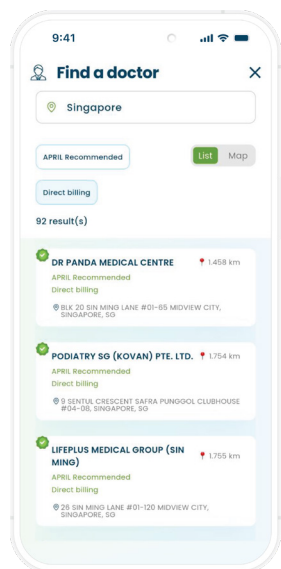 9:41
Find a doctor
Singapore
APRIL Recommended
List Map
Direct billing
92 result(s)
DR PANDA MEDICAL CENTRE 1.458 km
APRIL Recommended
Direct billing
BLK 20 SIN MING LANE #01-65 MIDVIEW CITY,
SINGAPORE, SG
PODIATRY SG (KOVAN) PTE. LTD. 1.754 km
APRIL Recommended
Direct billing
9 SENTUL CRESCENT SAFRA PUNGGOL CLUBHOUSE
#04-08, SINGAPORE, SG
LIFEPLUS MEDICAL GROUP (SIN
MING) 1.755 km
APRIL Recommended
Direct billing
26 SIN MING LANE #01-120 MIDVIEW CITY,
SINGAPORE, SG